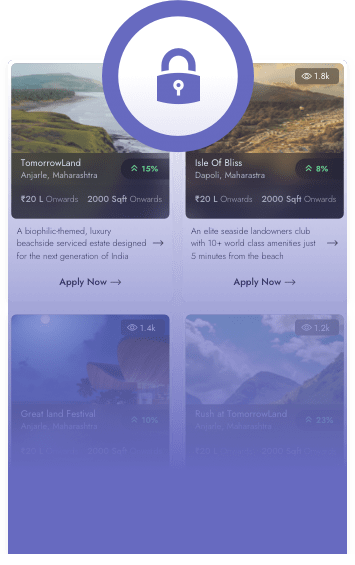 1.8k
TomorrowLand
Anjarle, Maharashtra
15%
₹20 L Onwards 2000 Sqft Onwards
Isle Of Bliss
Dapoli, Maharastra
8%
₹20 L Onwards 2000 Sqft Onwards
A biophilic-themed, luxury
beachside serviced estate designed
for the next generation of India
Apply Now
An elite seaside landowners club
with 10+ world class amenities just
5 minutes from the beach
Apply Now
1.4k
Great land Festival
Anjarle, Maharashtra
10%
1.2k
Rush at TomorrowLand
Anjarle, Maharashtra
23%